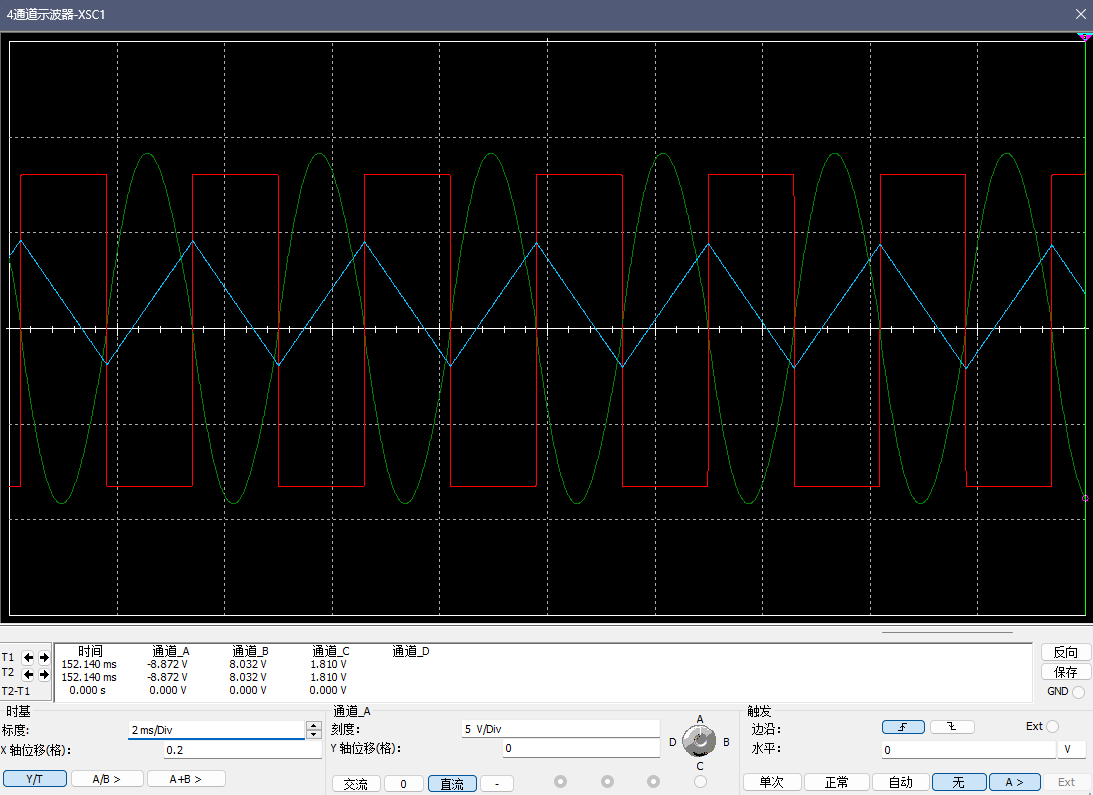 4通道示波器-XSC1
T1
T2
T2-T1
时间 通道_A 通道_B 通道_C 通道_D
152.140 ms -8.872 V 8.032 V 1.810 V
152.140 ms -8.872 V 8.032 V 1.810 V
0.000 s 0.000 V 0.000 V 0.000 V
反向
保存
GND
时基
标度: 2 ms/Div
X 轴位移(格): 0.2
Y/T A/B > A+B >
通道_A
刻度: 5 V/Div
Y 轴位移(格): 0
交流 0 直流 -
A
D B
C
触发
边沿: Ext
水平: 0 V
单次 正常 自动 无 A > Ext